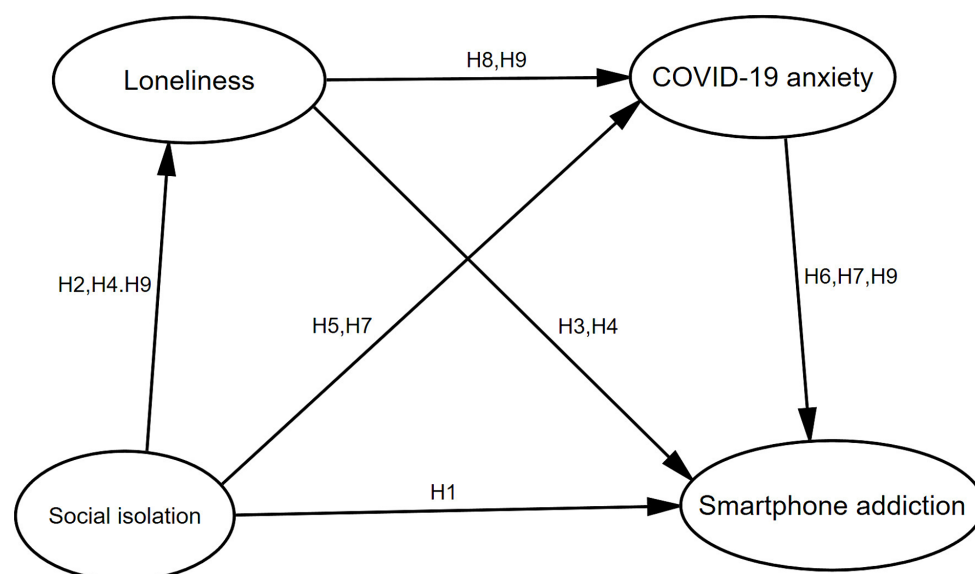 Loneliness
H8,H9
COVID-19 anxiety
H2,H4.H9
H5,H7
H3,H4
H6,H7,H9
Social isolation
H1
Smartphone addiction